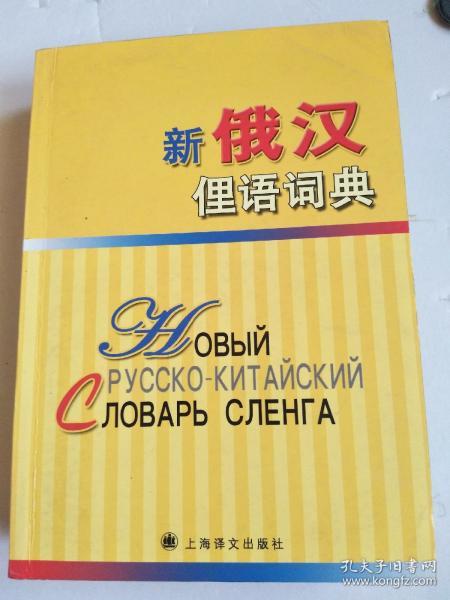 新俄汉
俚语词典
Новый
РУССКО-КИТАЙСКИЙ
СЛОВАРЬ СЛЕНГА
上海译文出版社
孔夫子旧书网
www.kongfz.com